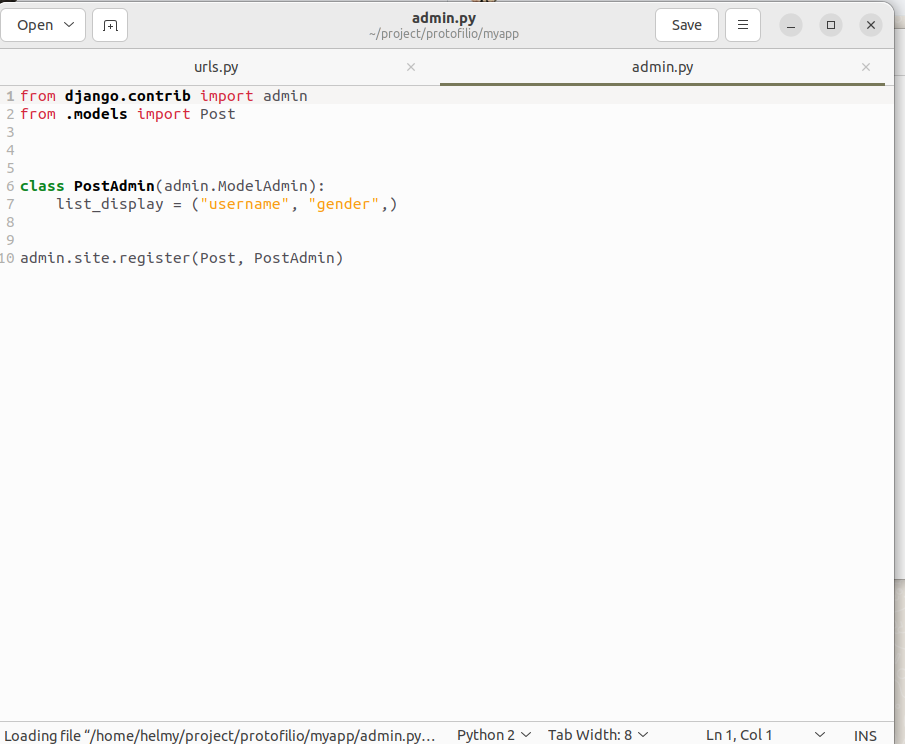 Open
admin.py
~/project/protofilio/myapp
Save
urls.py
admin.py
1 from django.contrib import admin
2 from .models import Post
3
4
5
6 class PostAdmin(admin.ModelAdmin):
7     list_display = ("username", "gender",)
8
9
10 admin.site.register(Post, PostAdmin)
Loading file “/home/helmy/project/protofilio/myapp/admin.py… Python 2 Tab Width: 8 Ln 1, Col 1 INS